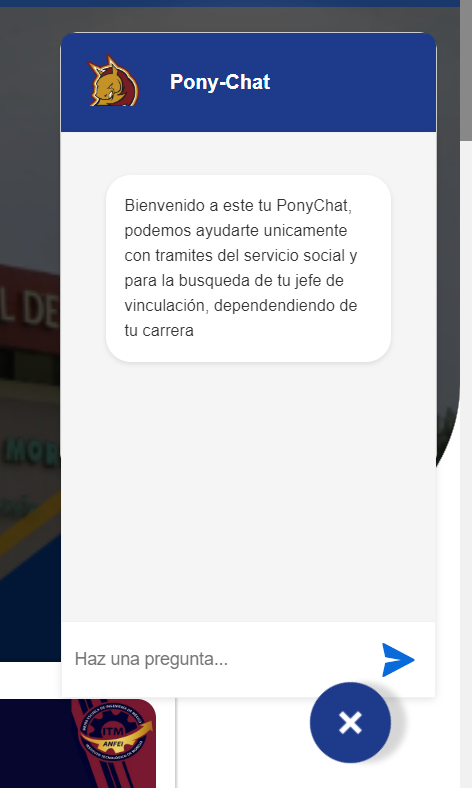 Pony-Chat
Bienvenido a este tu PonyChat,
podemos ayudarte unicamente
con tramites del servicio social y
para la busqueda de tu jefe de
vinculación, dependendiendo de
tu carrera
L DE
MOR
Haz una pregunta...
ITM
ANFEI